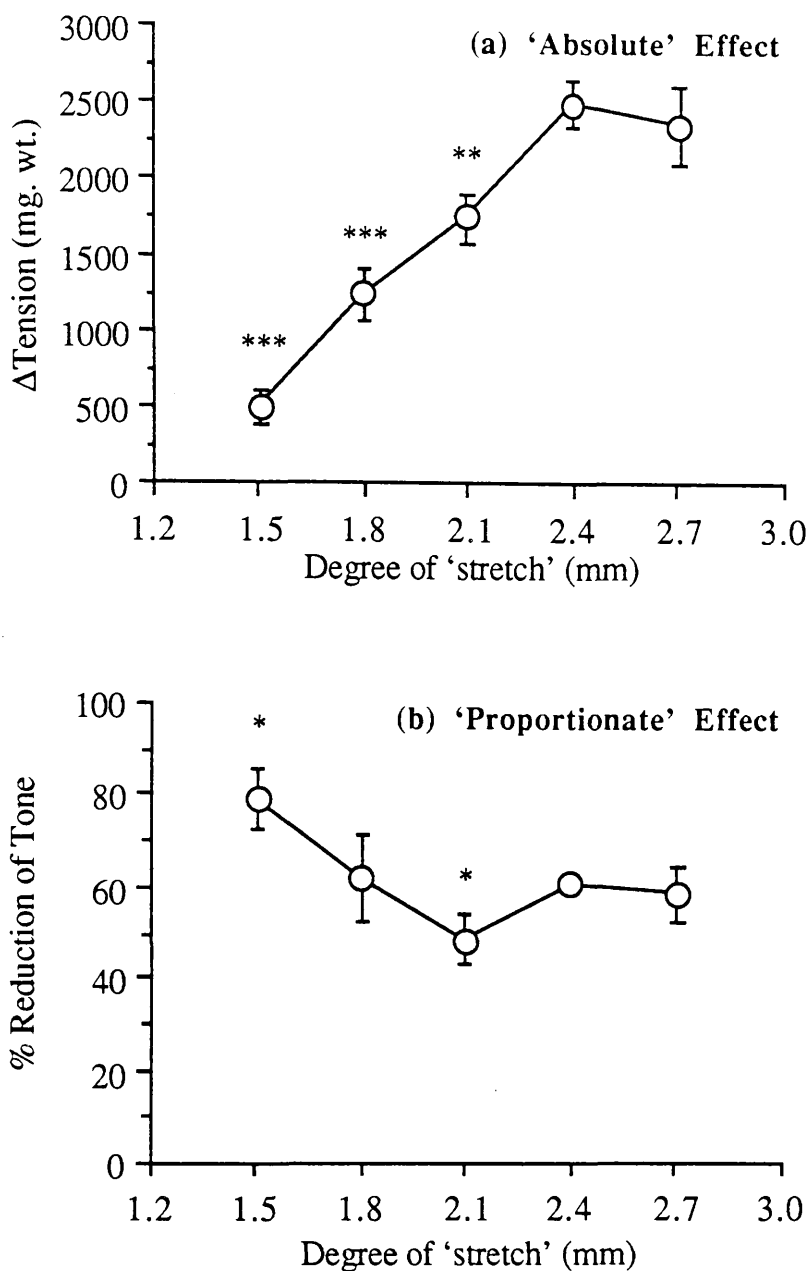 (a) ‘Absolute’ Effect
ΔTension (mg. wt.)
3000
2500
2000
1500
1000
500
0
***
***
**
1.2 1.5 1.8 2.1 2.4 2.7 3.0
Degree of ‘stretch’ (mm)
(b) ‘Proportionate’ Effect
% Reduction of Tone
100
80
60
40
20
0
*
*
1.2 1.5 1.8 2.1 2.4 2.7 3.0
Degree of ‘stretch’ (mm)